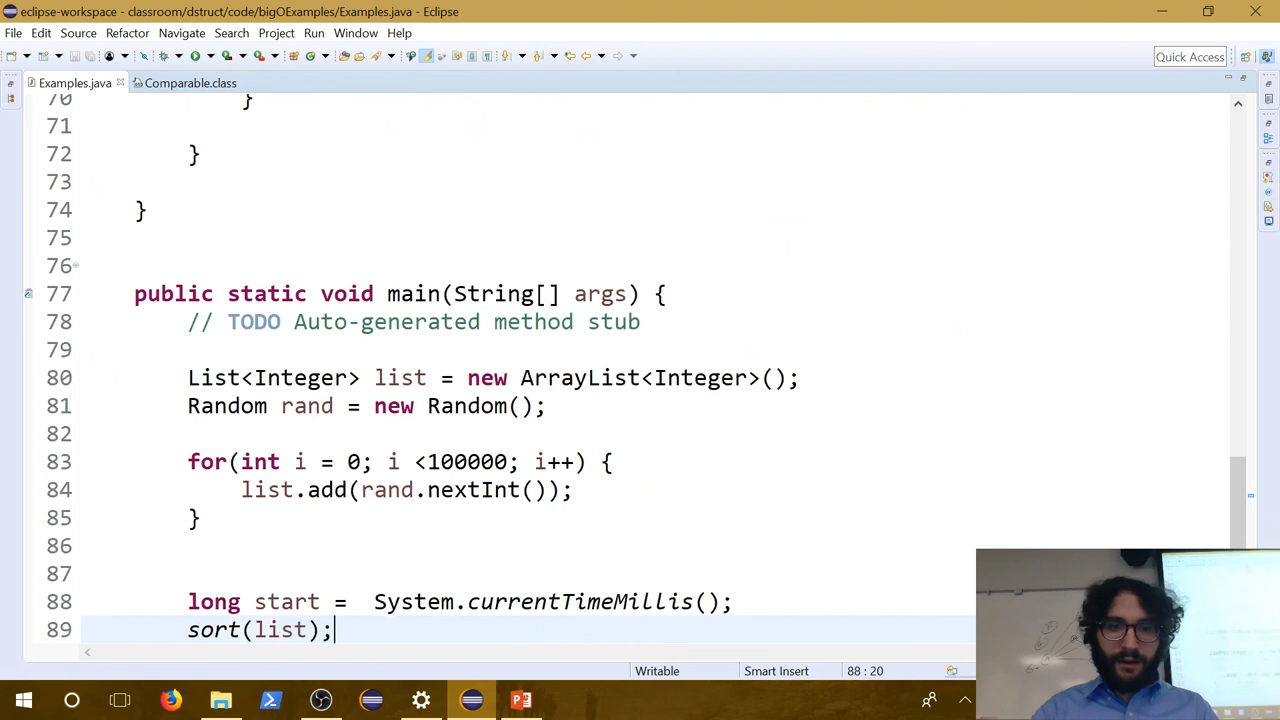 eclipse-workspace - classroom/dstruct/code/bigOExamples/Examples.java - Eclipse
File Edit Source Refactor Navigate Search Project Run Window Help
Quick Access
Examples.java Comparable.class
70 }
71
72 }
73
74 }
75
76
77 public static void main(String[] args) {
78 // TODO Auto-generated method stub
79
80 List<Integer> list = new ArrayList<Integer>();
81 Random rand = new Random();
82
83 for(int i = 0; i <100000; i++) {
84 list.add(rand.nextInt());
85 }
86
87
88 long start =  System.currentTimeMillis();
89 sort(list);
Writable Smart Insert 88 : 20